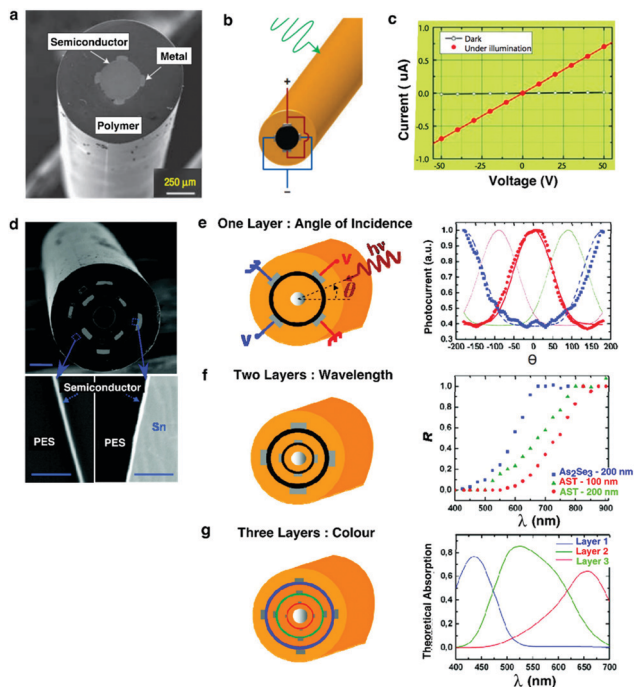 a
Semiconductor
Metal
Polymer
250 µm
b
+
−
c
Dark
Under illumination
Current ( uA)
1.0
0.5
0.0
-0.5
-1.0
-50
-25
0
25
50
Voltage (V)
d
Semiconductor
PES
PES
Sn
e One Layer : Angle of Incidence
V
hν
θ
V
Photocurrent (a.u.)
1,0
0,9
0,8
0,7
0,6
0,5
0,4
0,3
-200 -150 -100 -50 0 50 100 150 200
Θ
f Two Layers : Wavelength
R
1.0
0.8
0.6
0.4
0.2
0.0
As2Se3 - 200 nm
AST - 100 nm
AST - 200 nm
400 500 600 700 800 900
λ (nm)
g Three Layers : Colour
Theoretical Absorption
0,8
0,6
0,4
0,2
0,0
Layer 1
Layer 2
Layer 3
400 450 500 550 600 650 700
λ (nm)